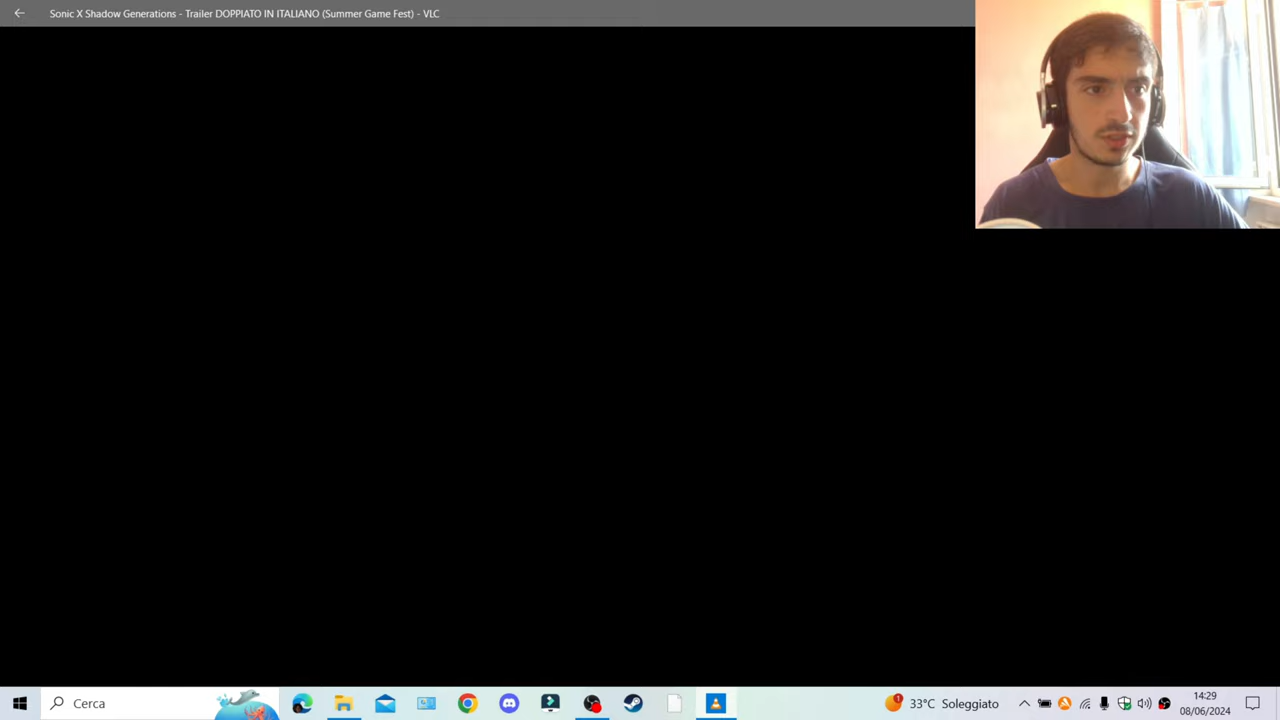 Sonic X Shadow Generations - Trailer DOPPIATO IN ITALIANO (Summer Game Fest) - VLC
Cerca
1
33°C Soleggiato
14:29
08/06/2024